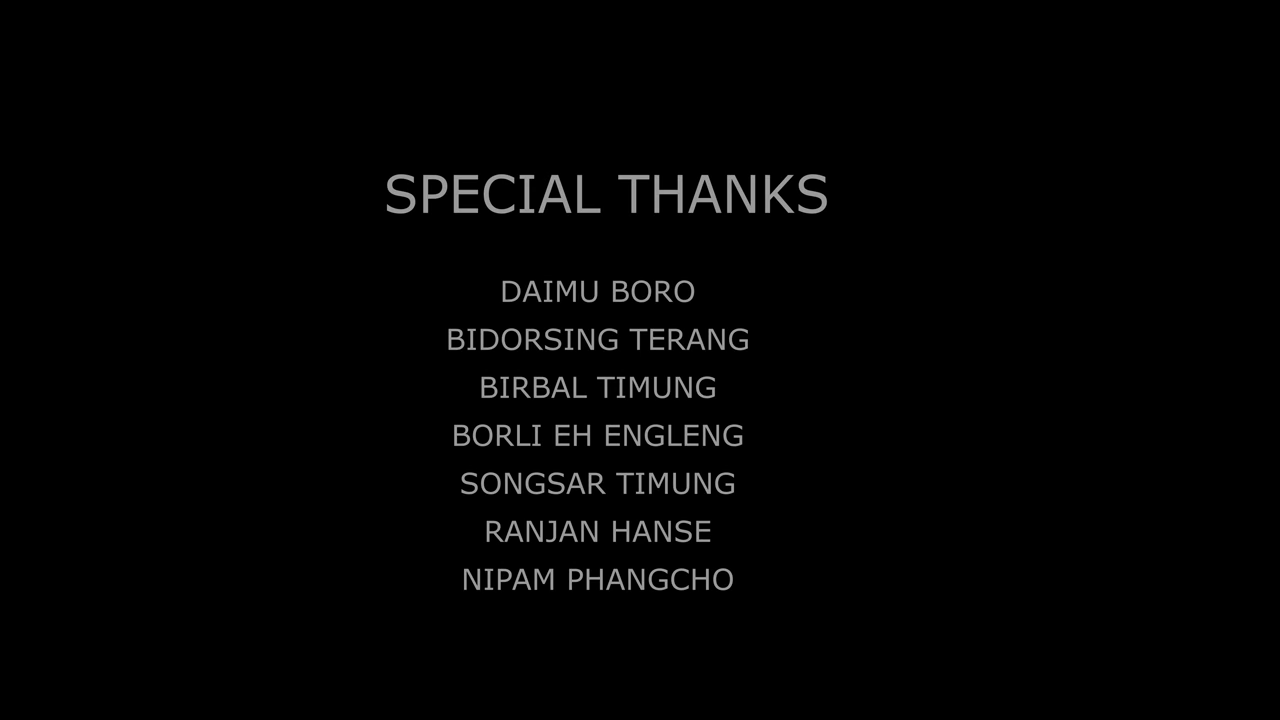 SPECIAL THANKS
DAIMU BORO
BIDORSING TERANG
BIRBAL TIMUNG
BORLI EH ENGLENG
SONGSAR TIMUNG
RANJAN HANSE
NIPAM PHANGCHO